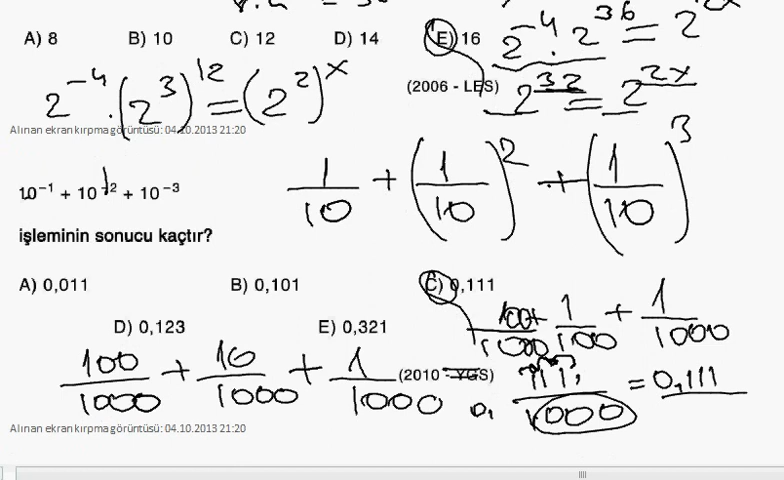 A) 8 B) 10 C) 12 D) 14 E) 16
2^-4 · 2^36 = 2^2x
2^-4 · (2^3)^12 = (2^2)^x
(2006 - LES)
2^32 = 2^2x
Alınan ekran kırpma görüntüsü: 04.10.2013 21:20
10^-1 + 10^-2 + 10^-3
1/10 + (1/10)^2 + (1/10)^3
işleminin sonucu kaçtır?
A) 0,011 B) 0,101 C) 0,111
D) 0,123 E) 0,321
1/100 + 1/1000
100/1000 + 10/1000 + 1/1000
(2010 - YGS)
111/1000 = 0,111
Alınan ekran kırpma görüntüsü: 04.10.2013 21:20